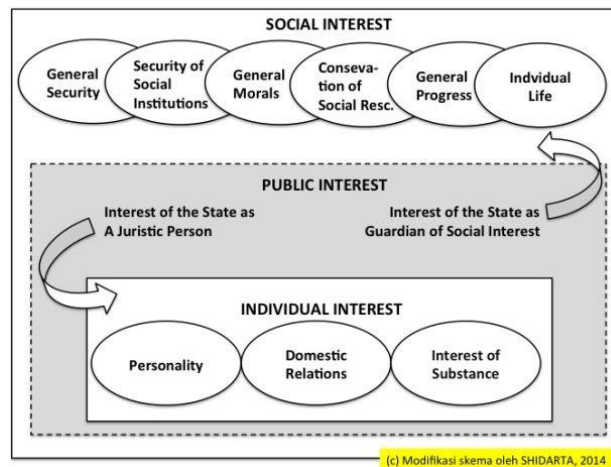 SOCIAL INTEREST
General
Security
Security of
Social
Institutions
General
Morals
Conseva-
tion of
Social Resc.
General
Progress
Indvidual
Life
PUBLIC INTEREST
Interest of the State as
A Juristic Person
Interest of the State as
Guardian of Social Interest
INDIVIDUAL INTEREST
Personality
Domestic
Relations
Interest of
Substance
(c) Modifikasi skema oleh SHIDARTA, 2014